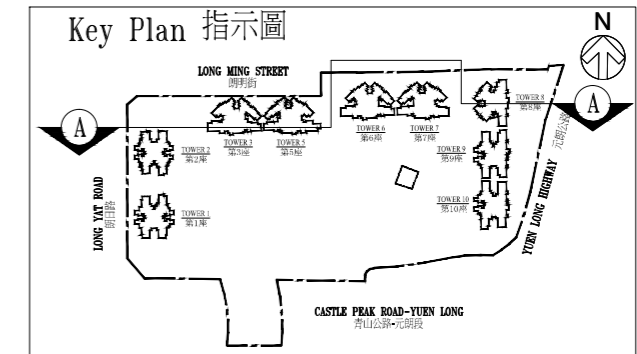 Key Plan 指示圖
N
LONG MING STREET
朗明街
A
A
TOWER 8
第8座
TOWER 2
第2座
TOWER 3
第3座
TOWER 5
第5座
TOWER 6
第6座
TOWER 7
第7座
TOWER 9
第9座
元朗公路
YUEN LONG HIGHWAY
LONG YAT ROAD
朗日路
TOWER 1
第1座
TOWER 10
第10座
CASTLE PEAK ROAD-YUEN LONG
青山公路-元朗段